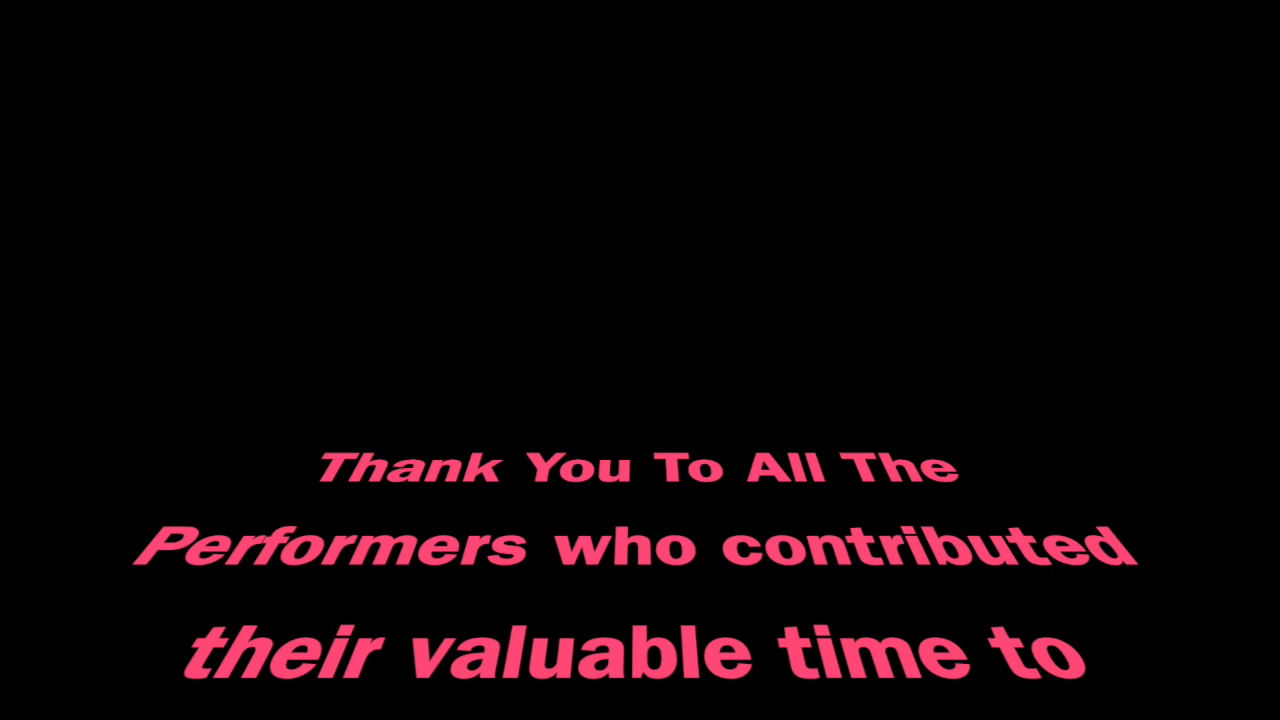 Thank You To All The
Performers who contributed
their valuable time to